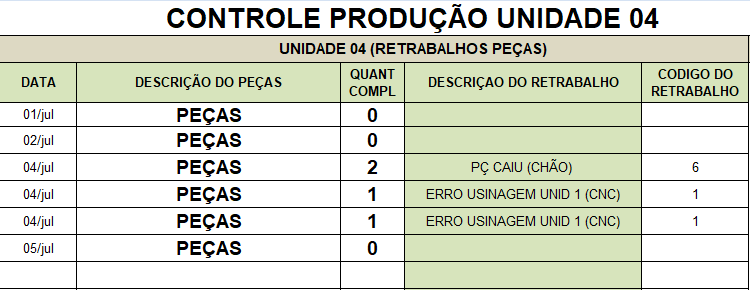 CONTROLE PRODUÇÃO UNIDADE 04
UNIDADE 04 (RETRABALHOS PEÇAS)
DATA DESCRIÇÃO DO PEÇAS QUANT COMPL DESCRIÇAO DO RETRABALHO CODIGO DO RETRABALHO
01/jul PEÇAS 0
02/jul PEÇAS 0
04/jul PEÇAS 2 PÇ CAIU (CHÃO) 6
04/jul PEÇAS 1 ERRO USINAGEM UNID 1 (CNC) 1
04/jul PEÇAS 1 ERRO USINAGEM UNID 1 (CNC) 1
05/jul PEÇAS 0